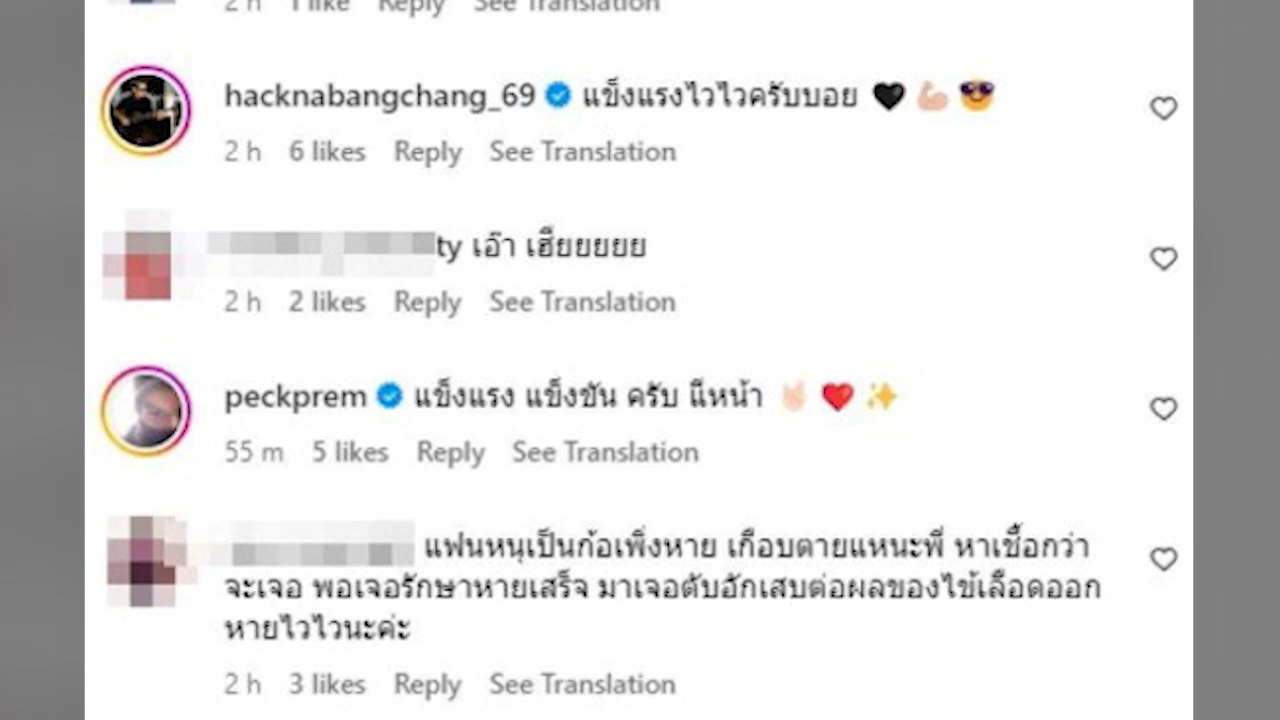 2 h 1 like Reply See Translation
hacknabangchang_69 แข็งแรงไวไวครับบอย 🖤 💪🏻 😎
2 h 6 likes Reply See Translation
ty เอ๊า เฮียยยยย
2 h 2 likes Reply See Translation
peckprem แข็งแรง แข็งขัน ครับ แี๊หน้า 🤘🏻 ❤️ ✨
55 m 5 likes Reply See Translation
แฟนหนูเป็นก้อเพิ่งหาย เกือบตายแหนะพี่ หาเชื้อกว่า
จะเจอ พอเจอรักษาหายเสร็จ มาเจอตับอักเสบต่อผลของไข้เลือดออก
หายไวไวนะค่ะ
2 h 3 likes Reply See Translation